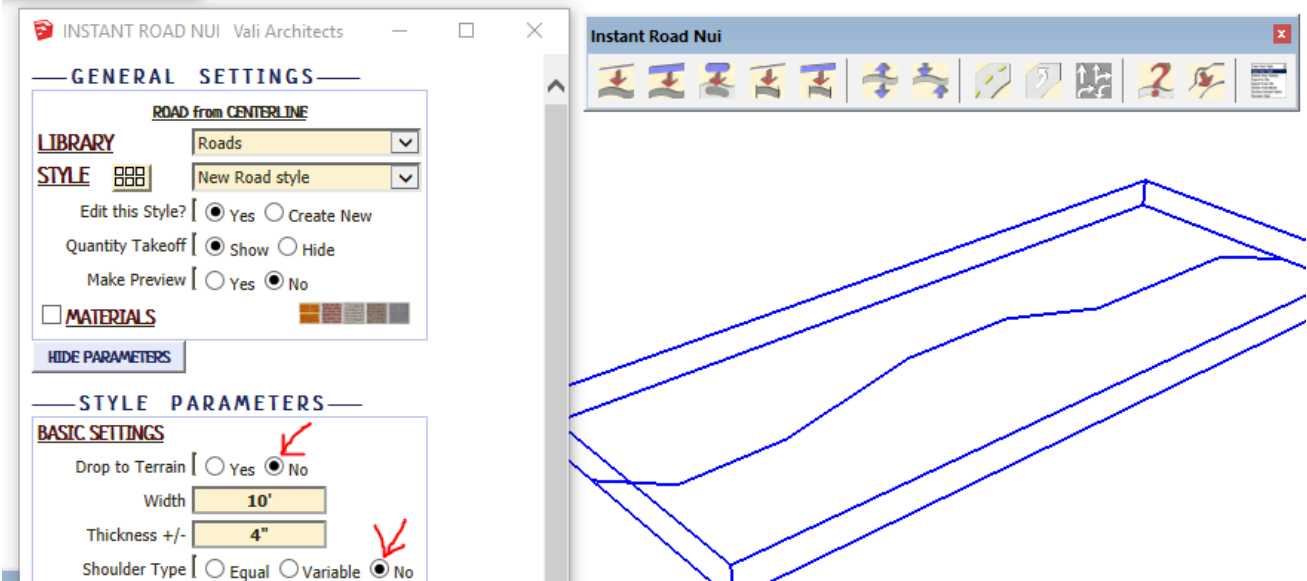 INSTANT ROAD NUI Vali Architects
GENERAL SETTINGS
ROAD from CENTERLINE
LIBRARY Roads
STYLE New Road style
Edit this Style? Yes Create New
Quantity Takeoff Show Hide
Make Preview Yes No
MATERIALS
HIDE PARAMETERS
STYLE PARAMETERS
BASIC SETTINGS
Drop to Terrain Yes No
Width 10'
Thickness +/- 4"
Shoulder Type Equal Variable No
Instant Road Nui